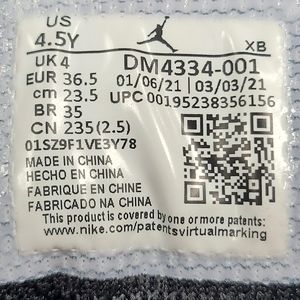 US
4.5Y
XB
UK 4
EUR 36.5
cm 23.5
BR 35
CN 235(2.5)
DM4334-001
01/06/21 03/03/21
UPC 00195238356156
01SZ9F1VE3Y78
MADE IN CHINA
HECHO EN CHINA
FABRIQUE EN CHINE
FABRICADO NA CHINA
This product is covered by one or more patents
www.nike.com/patentsvirtualmarking